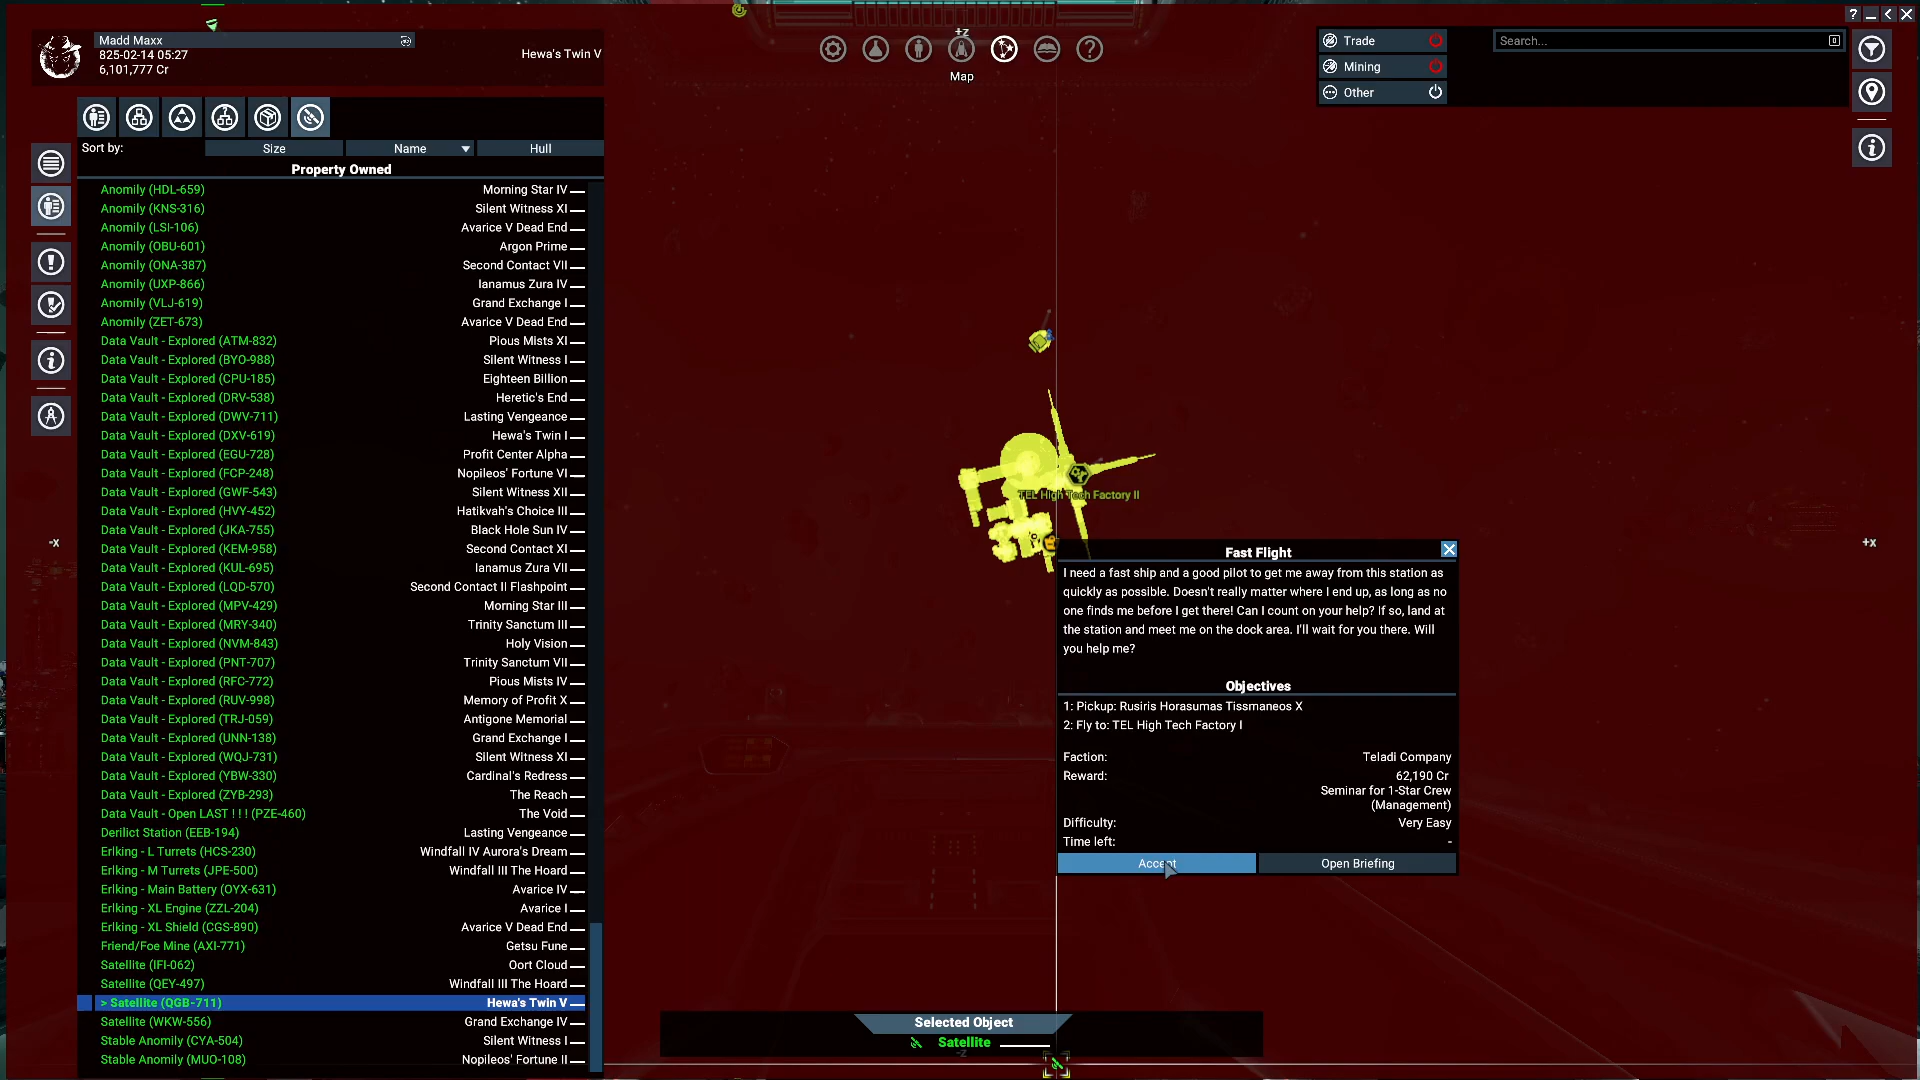 Madd Maxx
825-02-14 05:27
6,101,777 Cr
Hewa's Twin V
+z
Map
Trade
Mining
Other
Search...
Sort by:
Size
Name
Hull
Property Owned
Anomily (HDL-659) Morning Star IV
Anomily (KNS-316) Silent Witness XI
Anomily (LSI-106) Avarice V Dead End
Anomily (OBU-601) Argon Prime
Anomily (ONA-387) Second Contact VII
Anomily (UXP-866) Ianamus Zura IV
Anomily (VLJ-619) Grand Exchange I
Anomily (ZET-673) Avarice V Dead End
Data Vault - Explored (ATM-832) Pious Mists XI
Data Vault - Explored (BYO-988) Silent Witness I
Data Vault - Explored (CPU-185) Eighteen Billion
Data Vault - Explored (DRV-538) Heretic's End
Data Vault - Explored (DWV-711) Lasting Vengeance
Data Vault - Explored (DXV-619) Hewa's Twin I
Data Vault - Explored (EGU-728) Profit Center Alpha
Data Vault - Explored (FCP-248) Nopileos' Fortune VI
Data Vault - Explored (GWF-543) Silent Witness XII
Data Vault - Explored (HVY-452) Hatikvah's Choice III
Data Vault - Explored (JKA-755) Black Hole Sun IV
Data Vault - Explored (KEM-958) Second Contact XI
Data Vault - Explored (KUL-695) Ianamus Zura VII
Data Vault - Explored (LQD-570) Second Contact II Flashpoint
Data Vault - Explored (MPV-429) Morning Star III
Data Vault - Explored (MRY-340) Trinity Sanctum III
Data Vault - Explored (NVM-843) Holy Vision
Data Vault - Explored (PNT-707) Trinity Sanctum VII
Data Vault - Explored (RFC-772) Pious Mists IV
Data Vault - Explored (RUV-998) Memory of Profit X
Data Vault - Explored (TRJ-059) Antigone Memorial
Data Vault - Explored (UNN-138) Grand Exchange I
Data Vault - Explored (WQJ-731) Silent Witness XI
Data Vault - Explored (YBW-330) Cardinal's Redress
Data Vault - Explored (ZYB-293) The Reach
Data Vault - Open LAST ! ! ! (PZE-460) The Void
Derilict Station (EEB-194) Lasting Vengeance
Erlking - L Turrets (HCS-230) Windfall IV Aurora's Dream
Erlking - M Turrets (JPE-500) Windfall III The Hoard
Erlking - Main Battery (OYX-631) Avarice IV
Erlking - XL Engine (ZZL-204) Avarice I
Erlking - XL Shield (CGS-890) Avarice V Dead End
Friend/Foe Mine (AXI-771) Getsu Fune
Satellite (IFI-062) Oort Cloud
Satellite (QEY-497) Windfall III The Hoard
> Satellite (QGB-711) Hewa's Twin V
Satellite (WKW-556) Grand Exchange IV
Stable Anomily (CYA-504) Silent Witness I
Stable Anomily (MUO-108) Nopileos' Fortune II
-x
+x
TEL High Tech Factory II
Fast Flight
I need a fast ship and a good pilot to get me away from this station as
quickly as possible. Doesn't really matter where I end up, as long as no
one finds me before I get there! Can I count on your help? If so, land at
the station and meet me on the dock area. I'll wait for you there. Will
you help me?
Objectives
1: Pickup: Rusiris Horasumas Tissmaneos X
2: Fly to: TEL High Tech Factory I
Faction: Teladi Company
Reward: 62,190 Cr
Seminar for 1-Star Crew
(Management)
Difficulty: Very Easy
Time left: -
Accept
Open Briefing
Selected Object
Satellite
-z